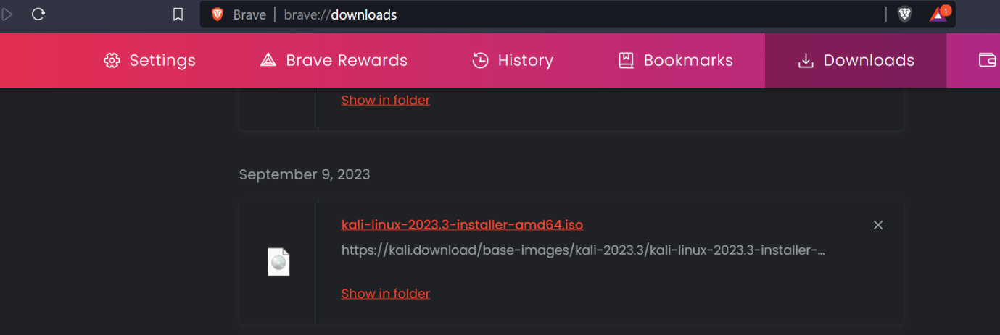 Brave brave://downloads 1
Settings Brave Rewards History Bookmarks Downloads
Show in folder
September 9, 2023
kali-linux-2023.3-installer-amd64.iso
https://kali.download/base-images/kali-2023.3/kali-linux-2023.3-installer-...
Show in folder